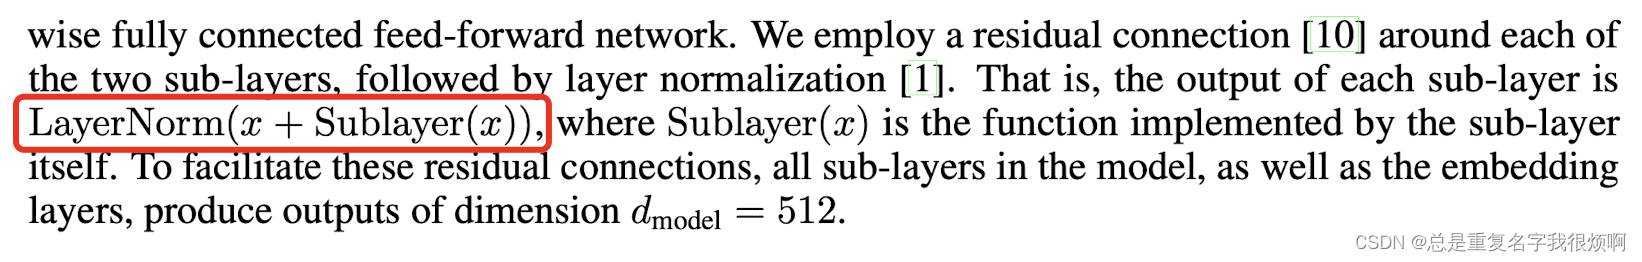 wise fully connected feed-forward network. We employ a residual connection [10] around each of
the two sub-layers, followed by layer normalization [1]. That is, the output of each sub-layer is
LayerNorm(x + Sublayer(x)), where Sublayer(x) is the function implemented by the sub-layer
itself. To facilitate these residual connections, all sub-layers in the model, as well as the embedding
layers, produce outputs of dimension d_model = 512.
CSDN @总是重复名字我很烦啊